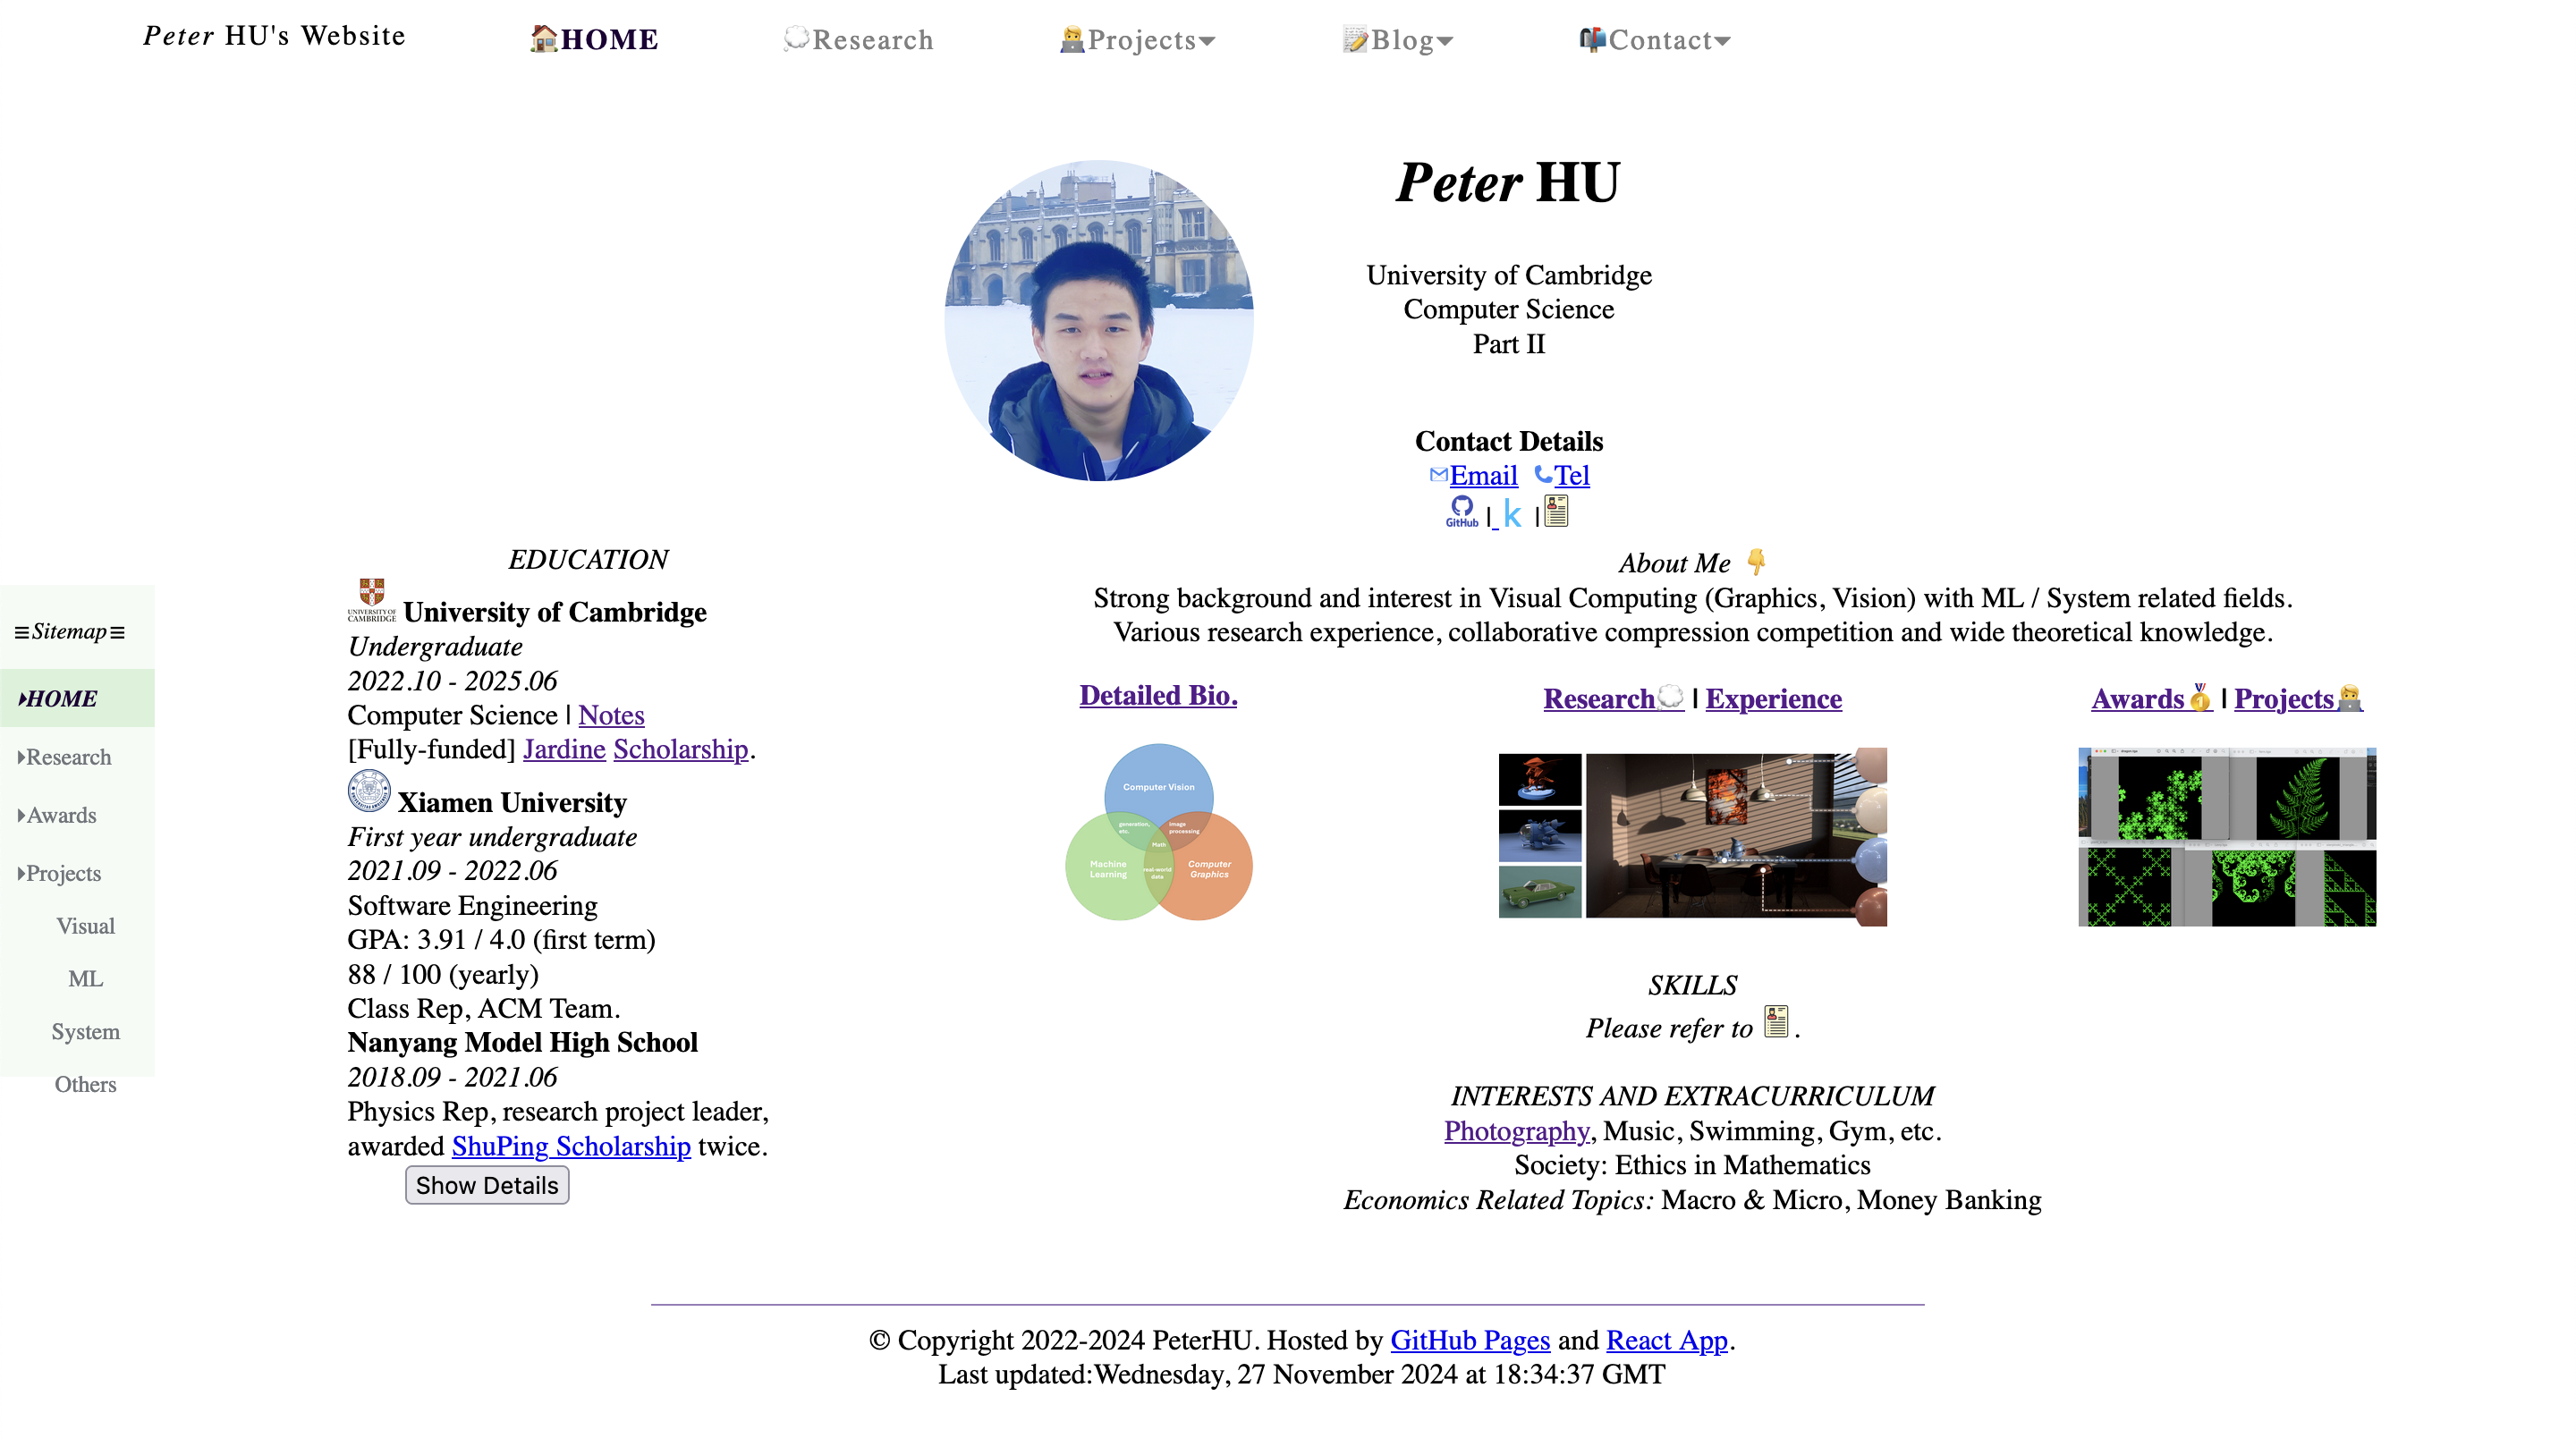 Peter HU's Website
HOME
Research
Projects
Blog
Contact
Peter HU
University of Cambridge
Computer Science
Part II
Contact Details
Email Tel
GitHub | k |
≡Sitemap≡
HOME
Research
Awards
Projects
Visual
ML
System
Others
EDUCATION
UNIVERSITY OF CAMBRIDGE
University of Cambridge
Undergraduate
2022.10 - 2025.06
Computer Science | Notes
[Fully-funded] Jardine Scholarship.
Xiamen University
First year undergraduate
2021.09 - 2022.06
Software Engineering
GPA: 3.91 / 4.0 (first term)
88 / 100 (yearly)
Class Rep, ACM Team.
Nanyang Model High School
2018.09 - 2021.06
Physics Rep, research project leader,
awarded ShuPing Scholarship twice.
Show Details
About Me
Strong background and interest in Visual Computing (Graphics, Vision) with ML / System related fields.
Various research experience, collaborative compression competition and wide theoretical knowledge.
Detailed Bio.
Computer Vision
generation, etc.
image processing
Math
Machine Learning
real-world data
Computer Graphics
Research | Experience
Awards | Projects
SKILLS
Please refer to .
INTERESTS AND EXTRACURRICULUM
Photography, Music, Swimming, Gym, etc.
Society: Ethics in Mathematics
Economics Related Topics: Macro & Micro, Money Banking
© Copyright 2022-2024 PeterHU. Hosted by GitHub Pages and React App.
Last updated:Wednesday, 27 November 2024 at 18:34:37 GMT